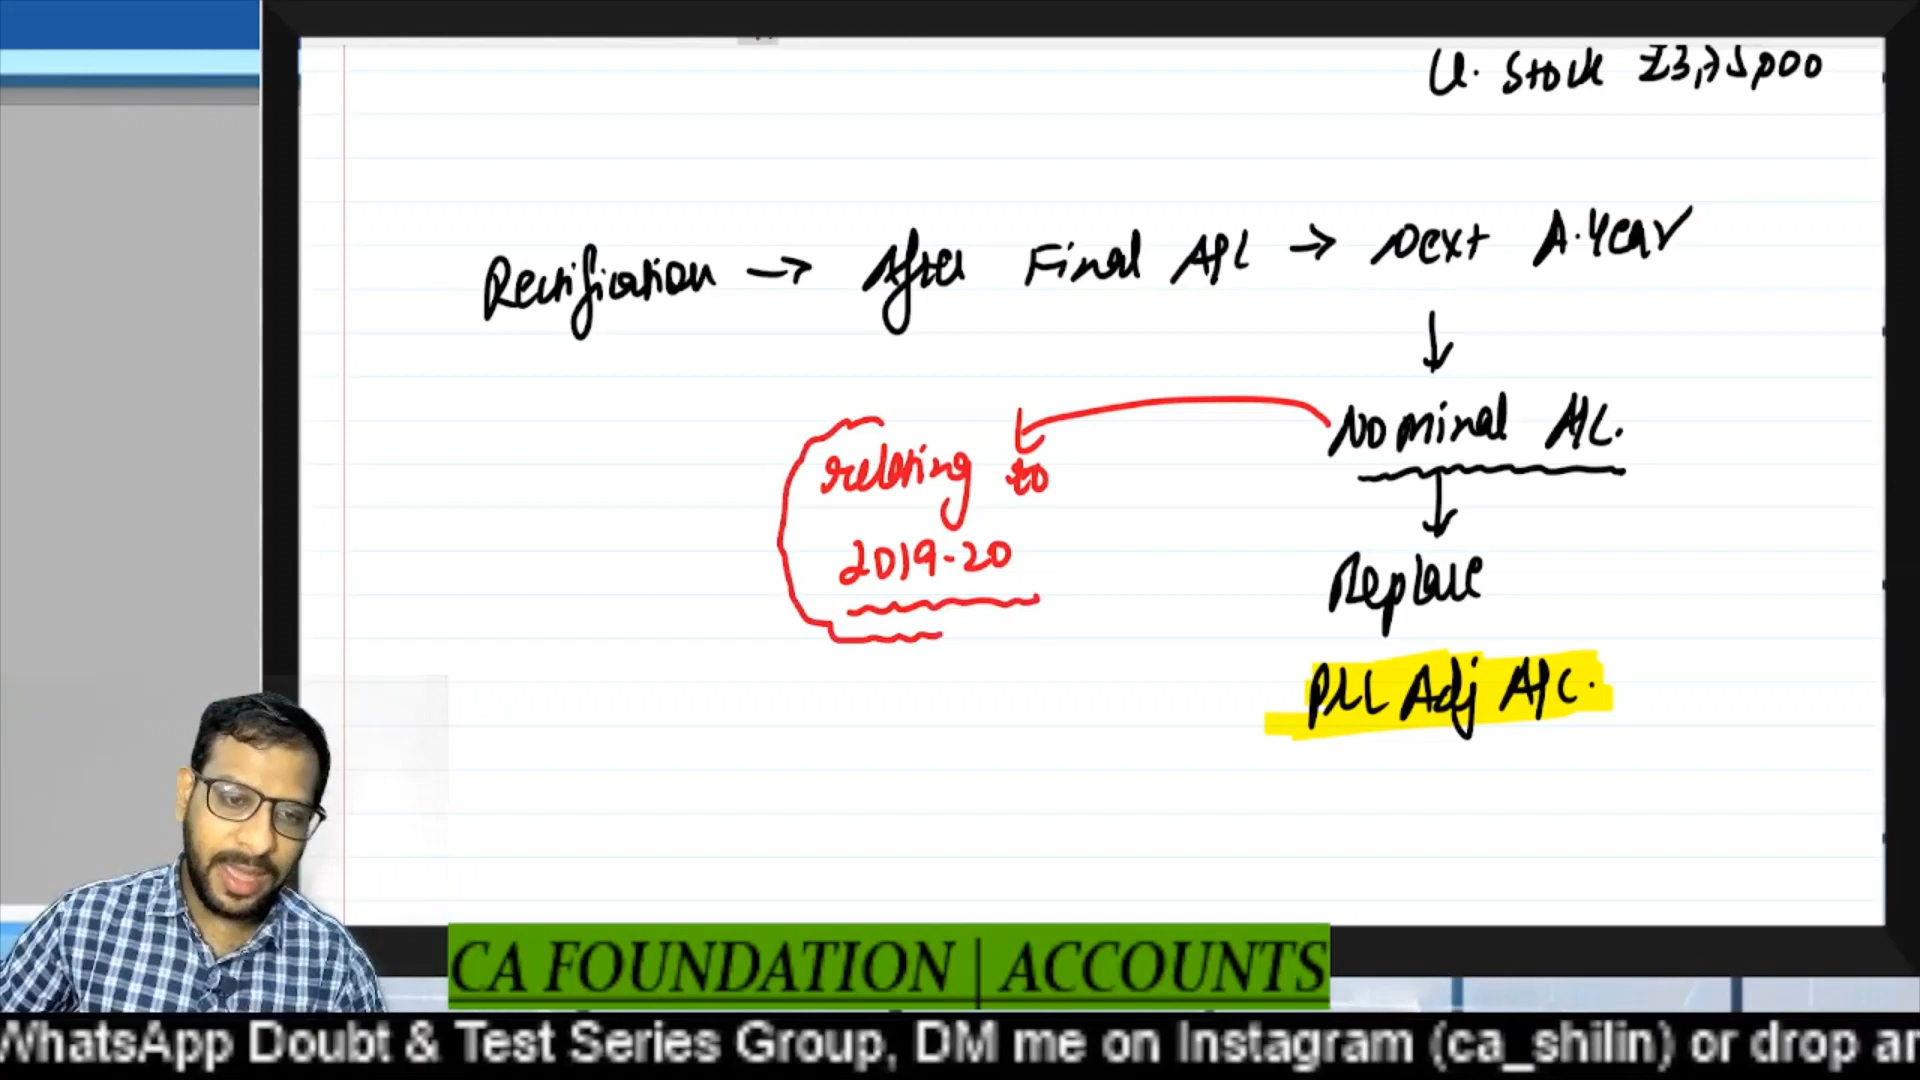 Cl. Stock ₹3,75,000
Rectification → After Final A/c → Next A.Year
↓
Nominal A/c.
relating to
2019-20
↓
Replace
P&L Adj A/c.
CA FOUNDATION | ACCOUNTS
WhatsApp Doubt & Test Series Group, DM me on Instagram (ca_shilin) or drop an